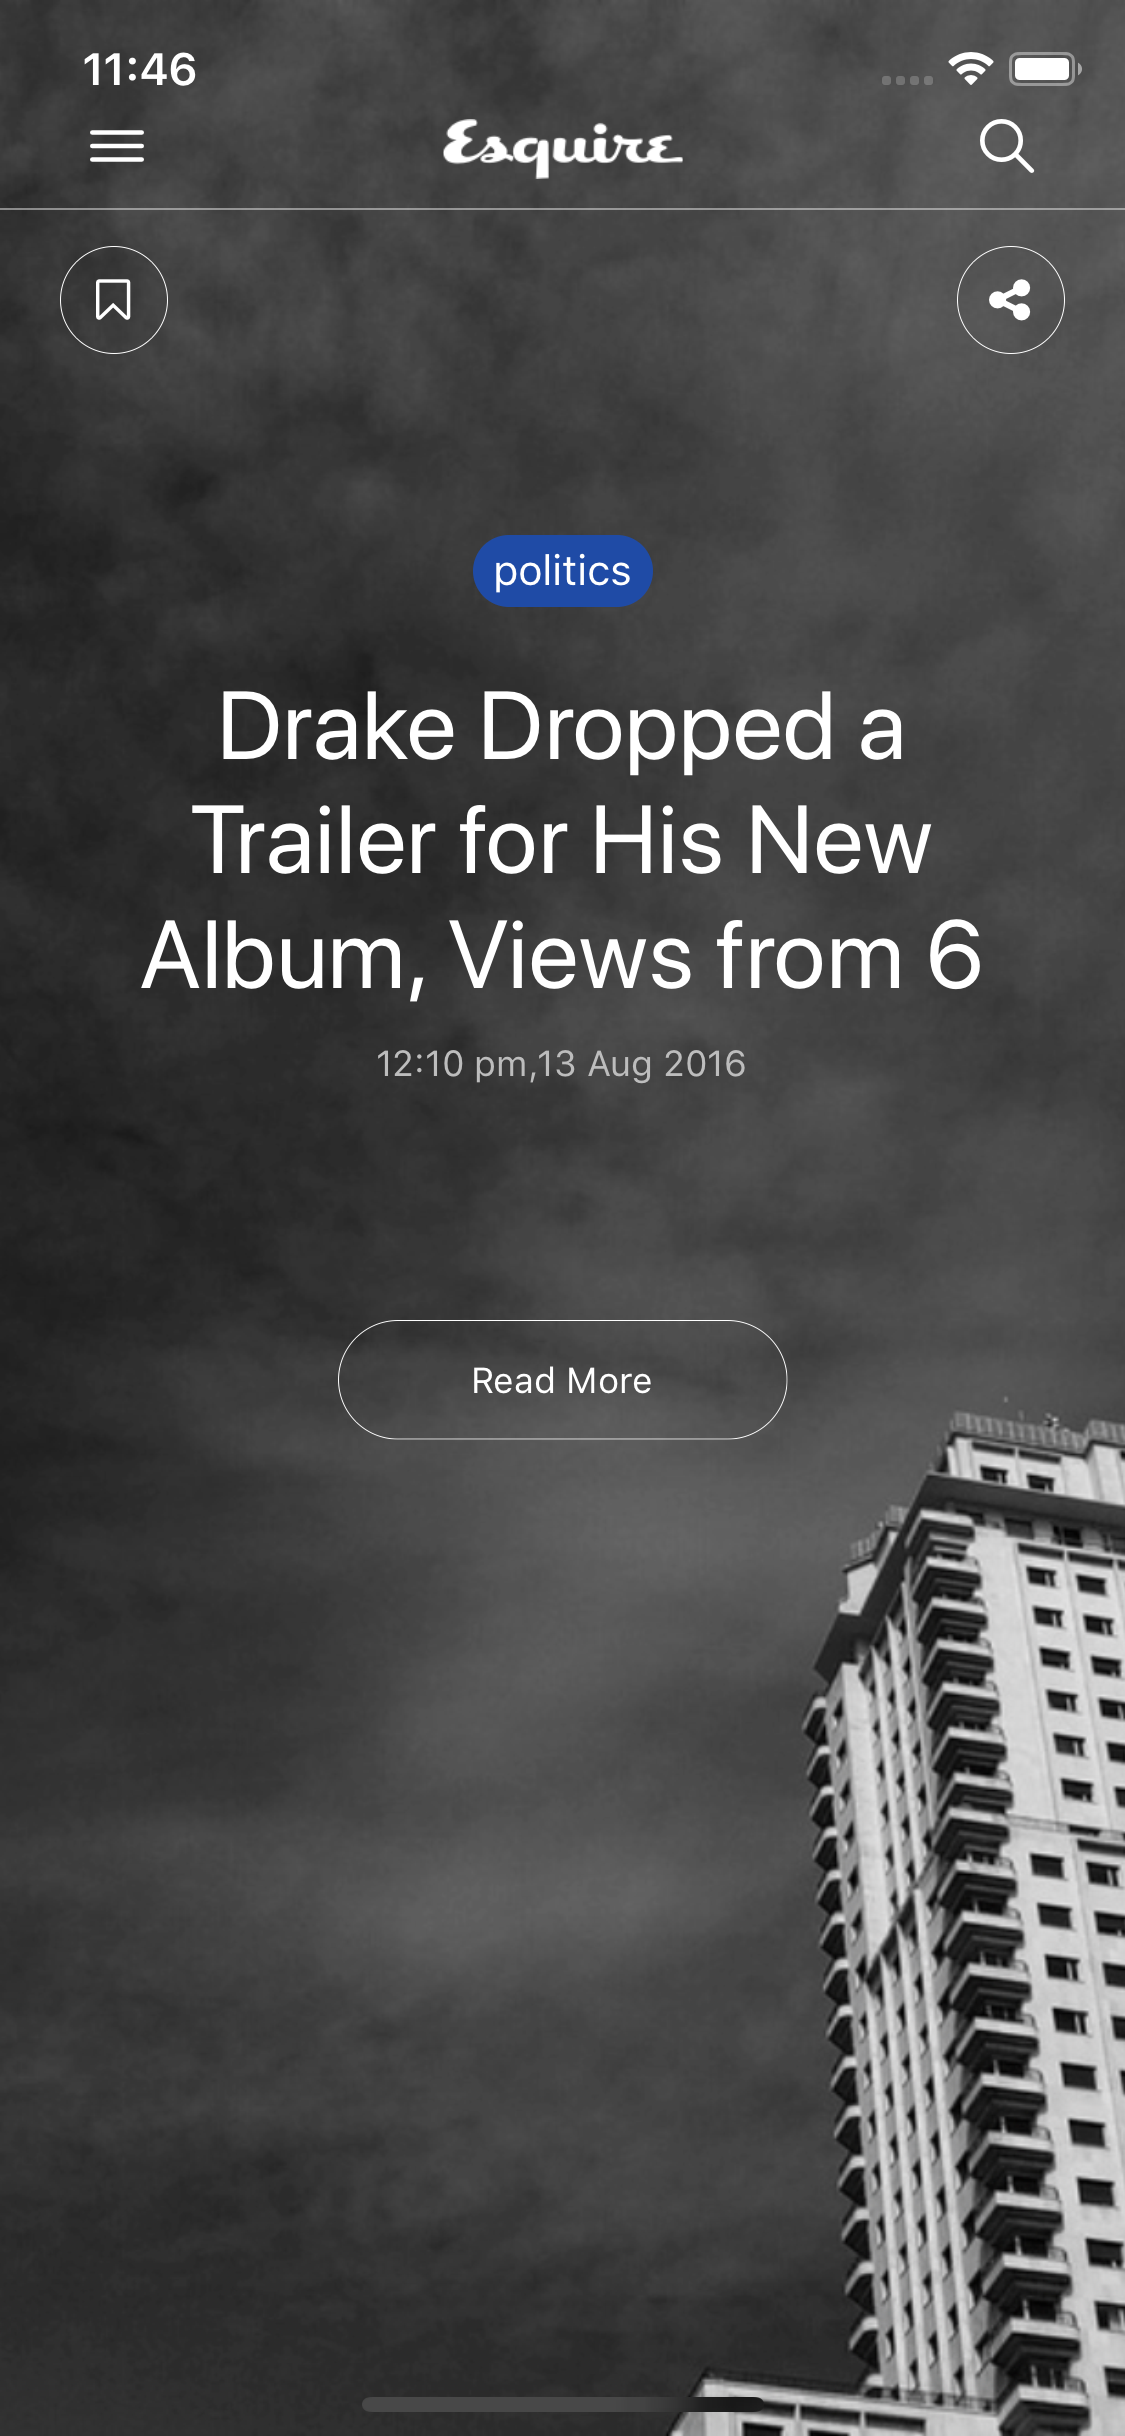 11:46
Esquire
politics
Drake Dropped a
Trailer for His New
Album, Views from 6
12:10 pm,13 Aug 2016
Read More